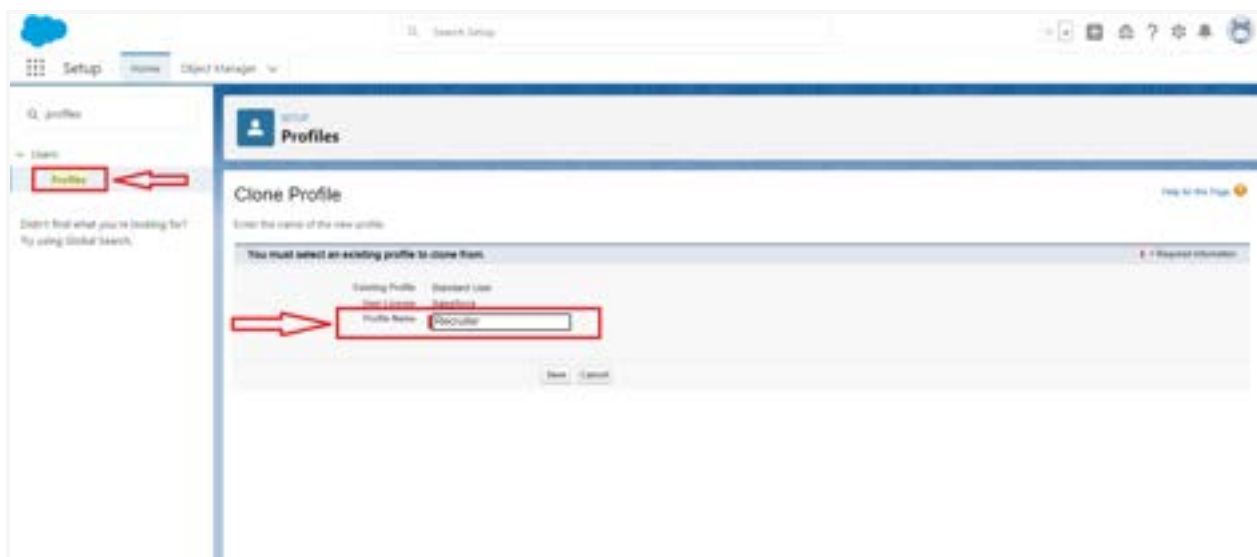 Search Setup
Setup Home Object Manager
profiles
Users
Profiles
Didn't find what you're looking for?
Try using Global Search.
SETUP
Profiles
Clone Profile
Help for this Page
Enter the name of the new profile.
You must select an existing profile to clone from.
= Required Information
Existing Profile Standard User
User License Salesforce
Profile Name Recruiter
Save Cancel